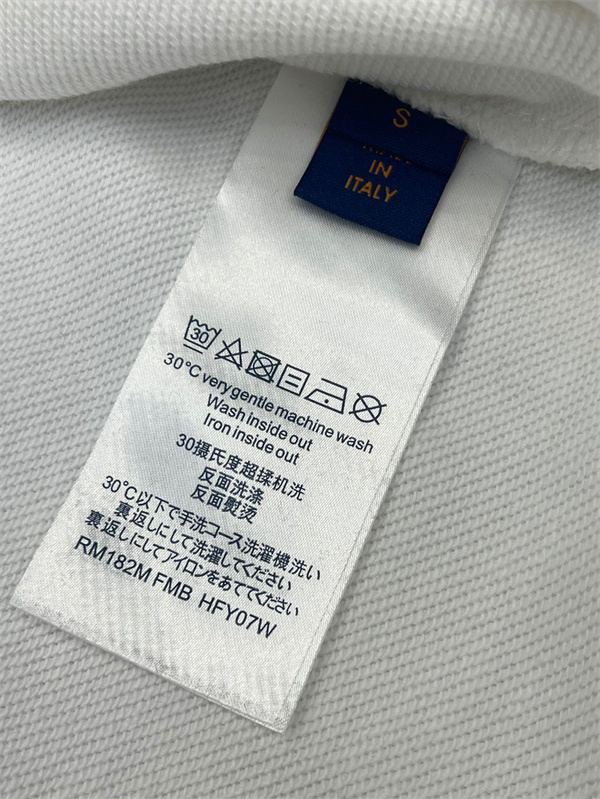 S
IN
ITALY
30
30°C very gentle machine wash
Wash inside out
Iron inside out
30摄氏度超揉机洗
反面洗涤
反面熨烫
30°C以下で手洗コース洗濯機洗い
裏返しにして洗濯してください
裏返しにしてアイロンをあててください
RM182M FMB HFY07W